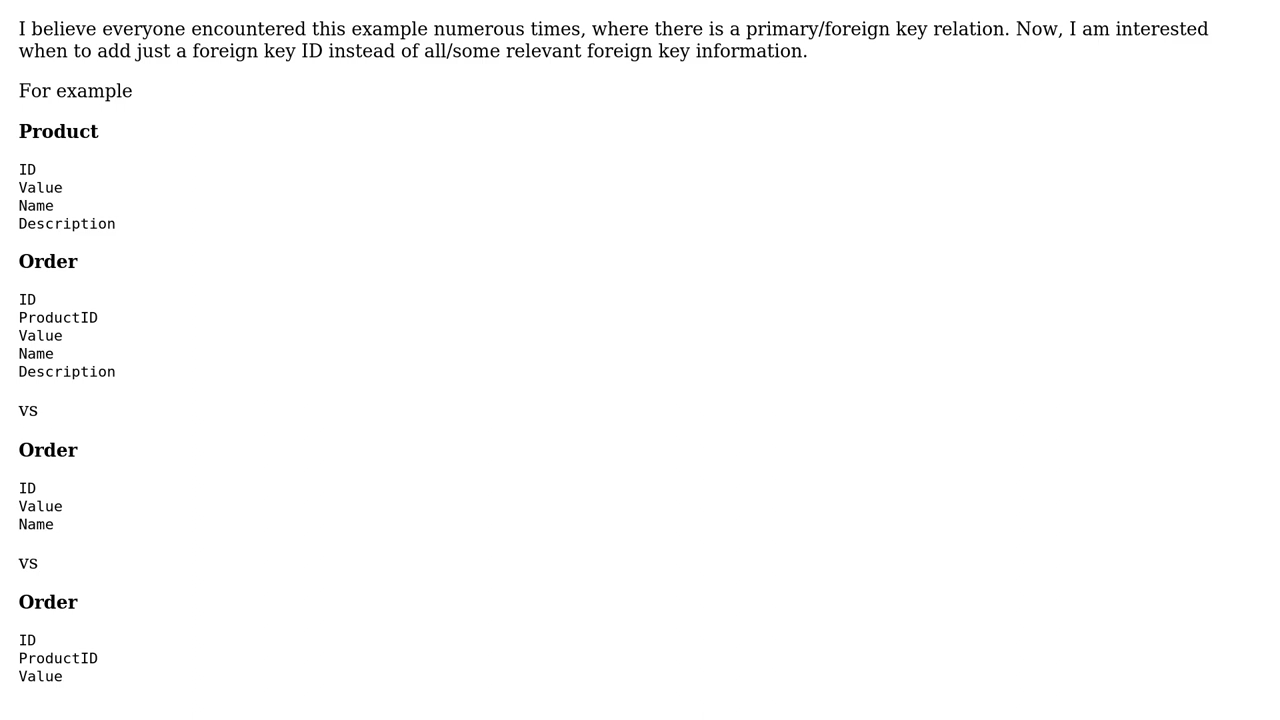 I believe everyone encountered this example numerous times, where there is a primary/foreign key relation. Now, I am interested
when to add just a foreign key ID instead of all/some relevant foreign key information.
For example
Product
ID
Value
Name
Description
Order
ID
ProductID
Value
Name
Description
vs
Order
ID
Value
Name
vs
Order
ID
ProductID
Value